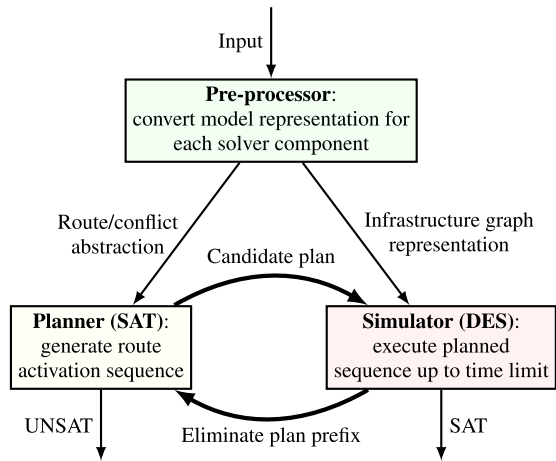 Input
Pre-processor:
convert model representation for
each solver component
Route/conflict
abstraction
Infrastructure graph
representation
Candidate plan
Planner (SAT):
generate route
activation sequence
Simulator (DES):
execute planned
sequence up to time limit
Eliminate plan prefix
UNSAT
SAT